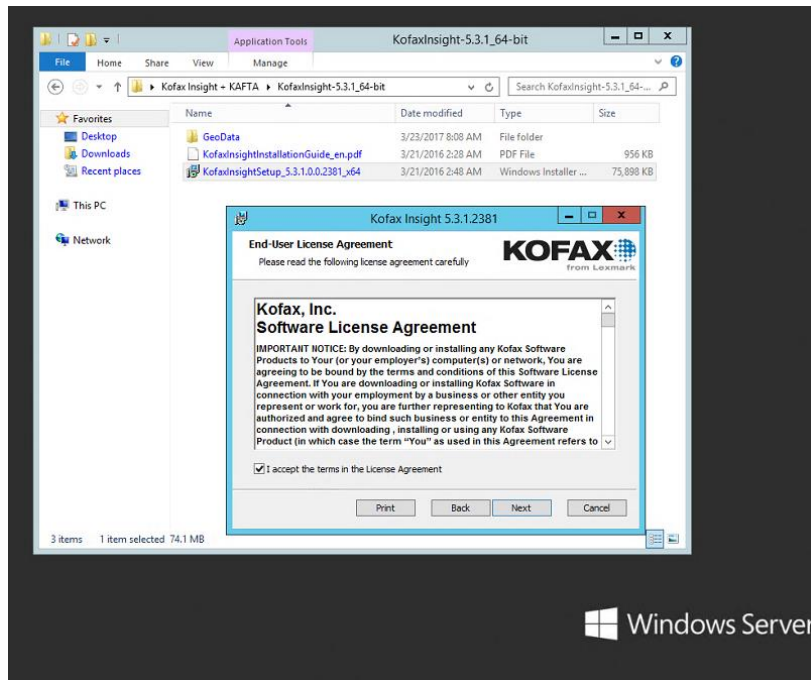 Application Tools
KofaxInsight-5.3.1_64-bit
File
Home
Share
View
Manage
Kofax Insight + KAFTA
KofaxInsight-5.3.1_64-bit
Search KofaxInsight-5.3.1_64-...
Favorites
Desktop
Downloads
Recent places
This PC
Network
Name
Date modified
Type
Size
GeoData
3/23/2017 8:08 AM
File folder
KofaxInsightInstallationGuide_en.pdf
3/21/2016 2:28 AM
PDF File
956 KB
KofaxInsightSetup_5.3.1.0.0.2381_x64
3/21/2016 2:48 AM
Windows Installer ...
75,898 KB
Kofax Insight 5.3.1.2381
End-User License Agreement
Please read the following license agreement carefully
KOFAX
from Lexmark
Kofax, Inc.
Software License Agreement
IMPORTANT NOTICE: By downloading or installing any Kofax Software
Products to Your (or your employer's) computer(s) or network, You are
agreeing to be bound by the terms and conditions of this Software License
Agreement. If You are downloading or installing Kofax Software in
connection with your employment by a business or other entity you
represent or work for, you are further representing to Kofax that You are
authorized and agree to bind such business or entity to this Agreement in
connection with downloading , installing or using any Kofax Software
Product (in which case the term “You” as used in this Agreement refers to
I accept the terms in the License Agreement
Print
Back
Next
Cancel
3 items
1 item selected 74.1 MB
Windows Server